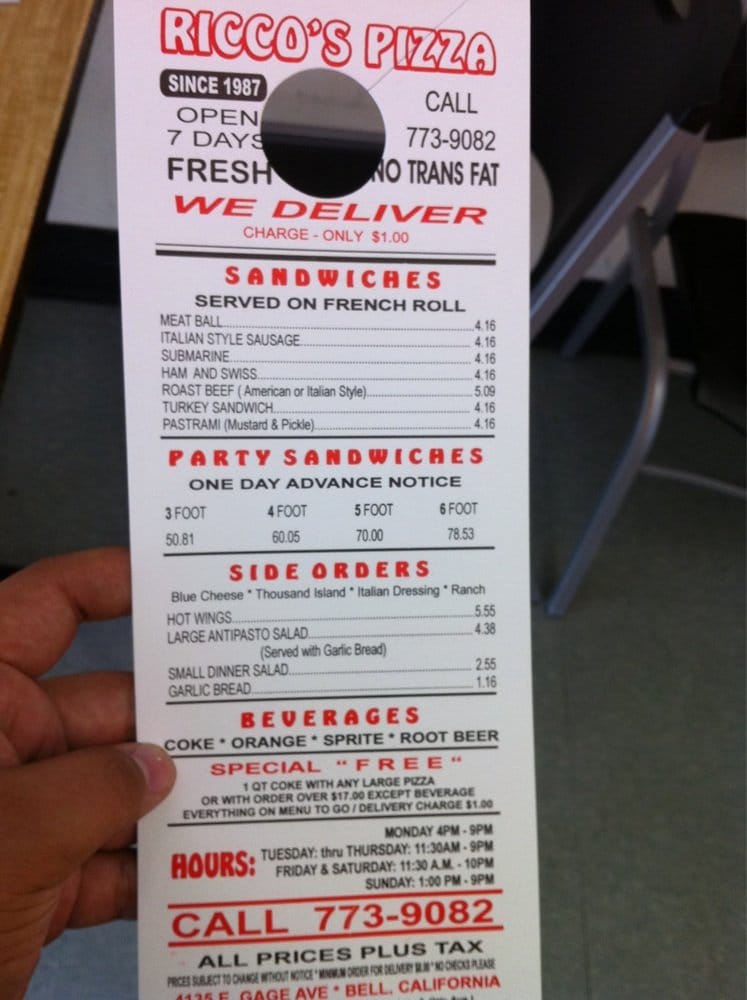 RICCO'S PIZZA
SINCE 1987
OPEN
7 DAYS
CALL
773-9082
FRESH NO TRANS FAT
WE DELIVER
CHARGE - ONLY $1.00
SANDWICHES
SERVED ON FRENCH ROLL
MEAT BALL 4.16
ITALIAN STYLE SAUSAGE 4.16
SUBMARINE 4.16
HAM AND SWISS 4.16
ROAST BEEF ( American or Italian Style) 5.09
TURKEY SANDWICH 4.16
PASTRAMI (Mustard & Pickle) 4.16
PARTY SANDWICHES
ONE DAY ADVANCE NOTICE
3 FOOT 4 FOOT 5 FOOT 6 FOOT
50.81 60.05 70.00 78.53
SIDE ORDERS
Blue Cheese * Thousand Island * Italian Dressing * Ranch
HOT WINGS 5.55
LARGE ANTIPASTO SALAD 4.38
(Served with Garlic Bread)
SMALL DINNER SALAD 2.55
GARLIC BREAD 1.16
BEVERAGES
COKE * ORANGE * SPRITE * ROOT BEER
SPECIAL "FREE"
1 QT COKE WITH ANY LARGE PIZZA
OR WITH ORDER OVER $17.00 EXCEPT BEVERAGE
EVERYTHING ON MENU TO GO / DELIVERY CHARGE $1.00
HOURS:
MONDAY 4PM - 9PM
TUESDAY: thru THURSDAY: 11:30AM - 9PM
FRIDAY & SATURDAY: 11:30 A.M. - 10PM
SUNDAY: 1:00 PM - 9PM
CALL 773-9082
ALL PRICES PLUS TAX
PRICES SUBJECT TO CHANGE WITHOUT NOTICE * MINIMUM ORDER FOR DELIVERY * NO CHECKS PLEASE
4135 E. GAGE AVE * BELL, CALIFORNIA